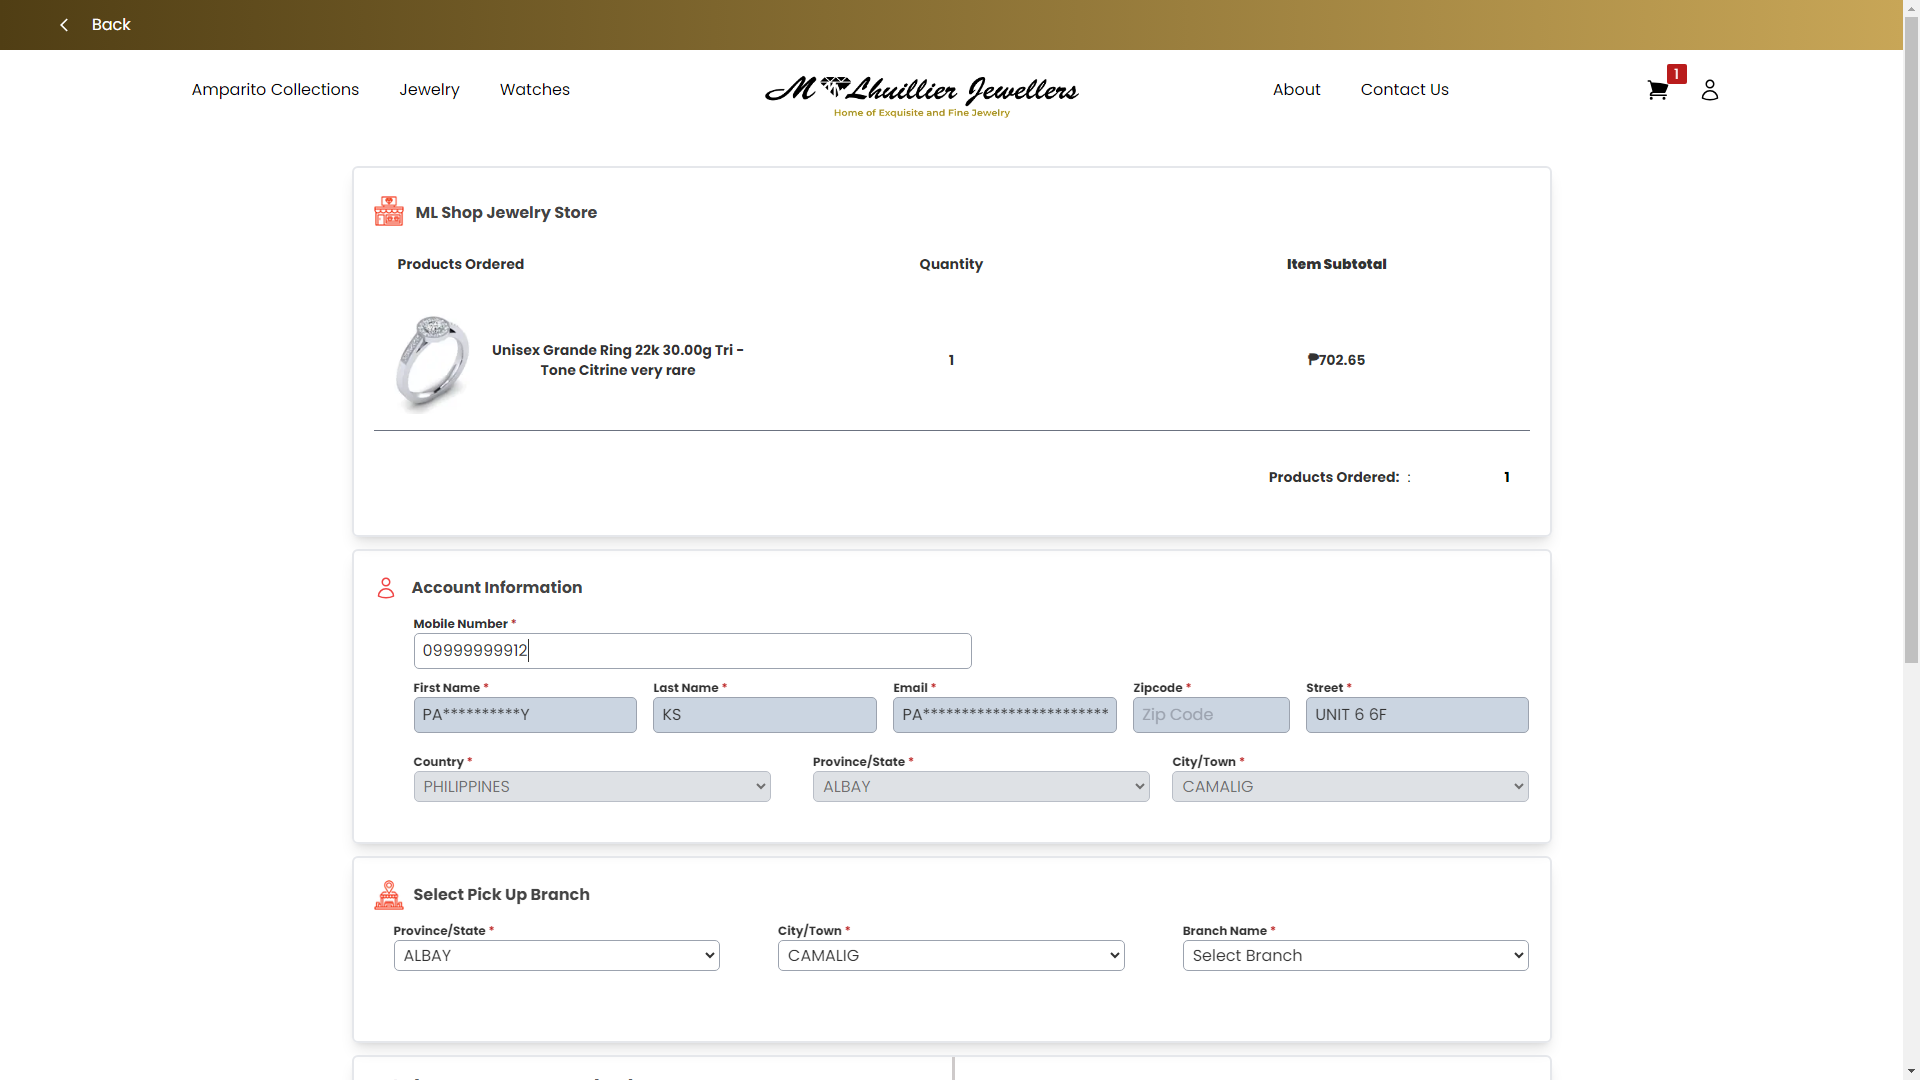 Back
Amparito Collections
Jewelry
Watches
M Lhuillier Jewellers
Home of Exquisite and Fine Jewelry
About
Contact Us
1
ML Shop Jewelry Store
Products Ordered
Quantity
Item Subtotal
Unisex Grande Ring 22k 30.00g Tri -
Tone Citrine very rare
1
₱702.65
Products Ordered: :
1
Account Information
Mobile Number *
09999999912
First Name *
Last Name *
Email *
Zipcode *
Street *
PA**********Y
KS
PA************************
Zip Code
UNIT 6 6F
Country *
Province/State *
City/Town *
PHILIPPINES
ALBAY
CAMALIG
Select Pick Up Branch
Province/State *
City/Town *
Branch Name *
ALBAY
CAMALIG
Select Branch